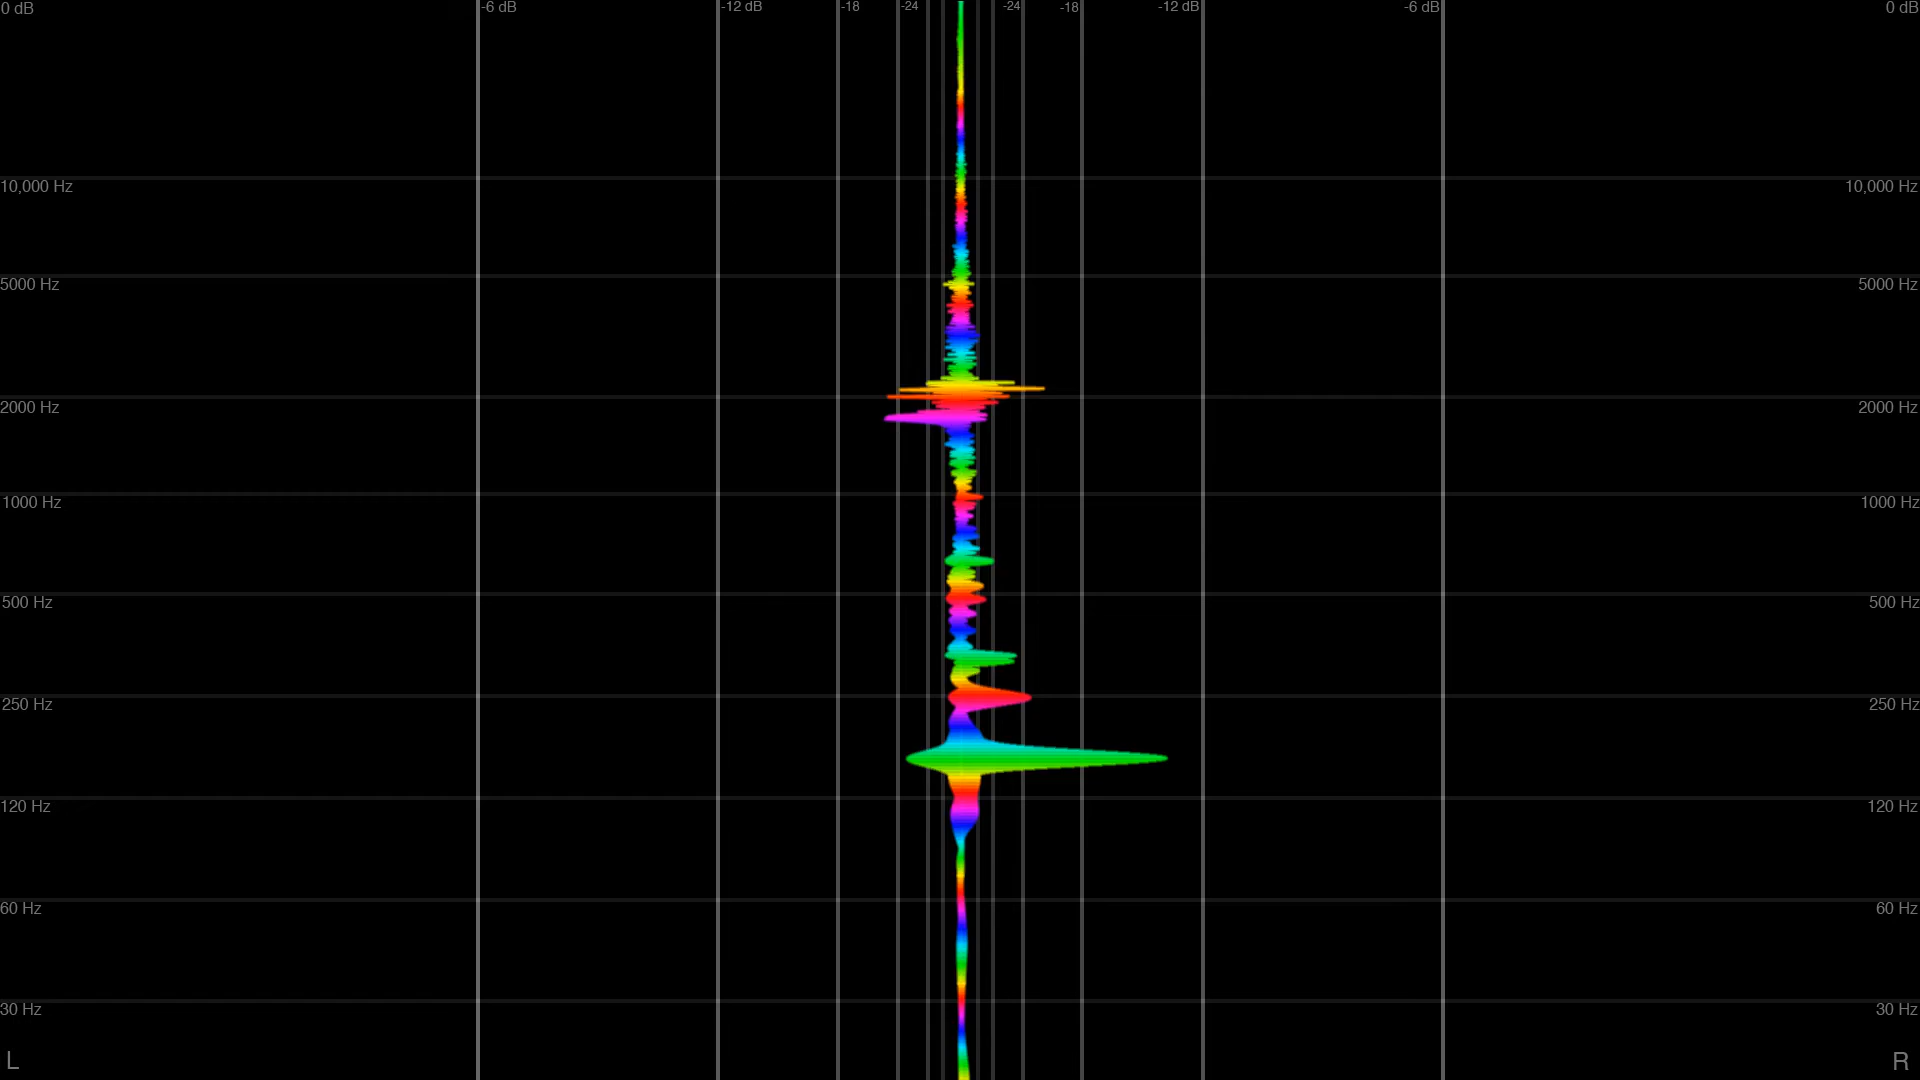 0 dB -6 dB -12 dB -18 -24 -24 -18 -12 dB -6 dB 0 dB
10,000 Hz 10,000 Hz
5000 Hz 5000 Hz
2000 Hz 2000 Hz
1000 Hz 1000 Hz
500 Hz 500 Hz
250 Hz 250 Hz
120 Hz 120 Hz
60 Hz 60 Hz
30 Hz 30 Hz
L R